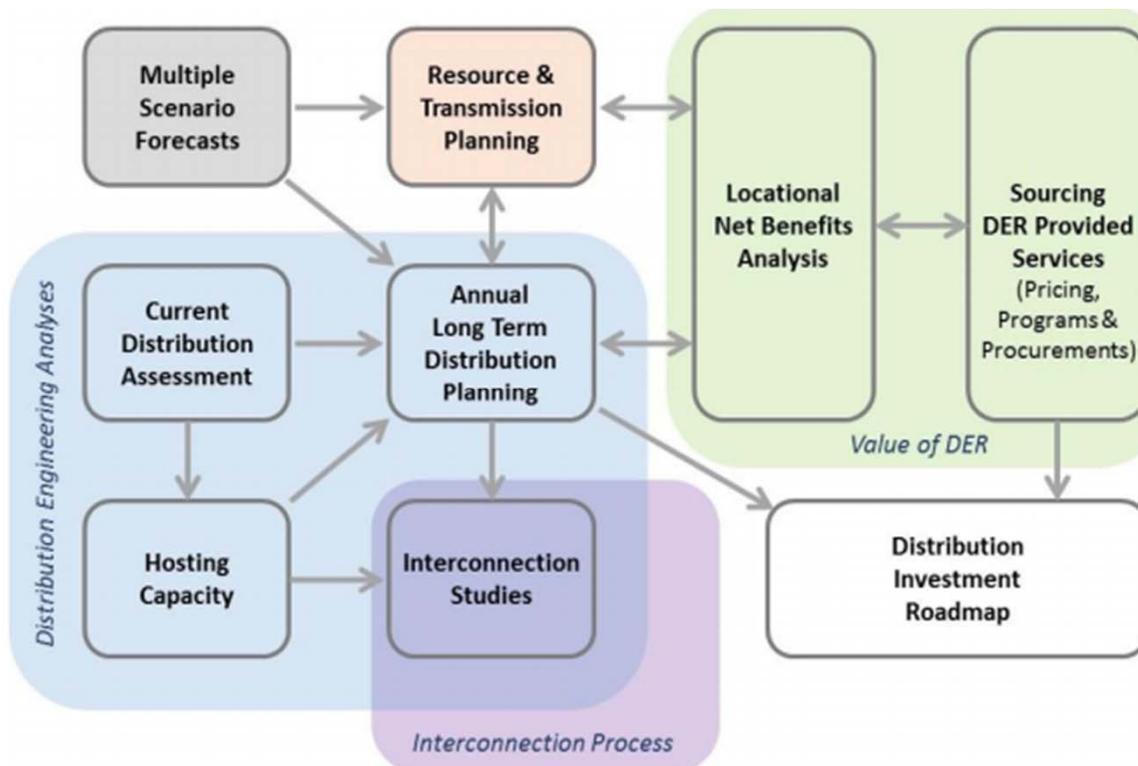 Multiple
Scenario
Forecasts
Resource &
Transmission
Planning
Locational
Net Benefits
Analysis
Sourcing
DER Provided
Services
(Pricing,
Programs &
Procurements)
Value of DER
Distribution Engineering Analyses
Current
Distribution
Assessment
Annual
Long Term
Distribution
Planning
Hosting
Capacity
Interconnection
Studies
Interconnection Process
Distribution
Investment
Roadmap